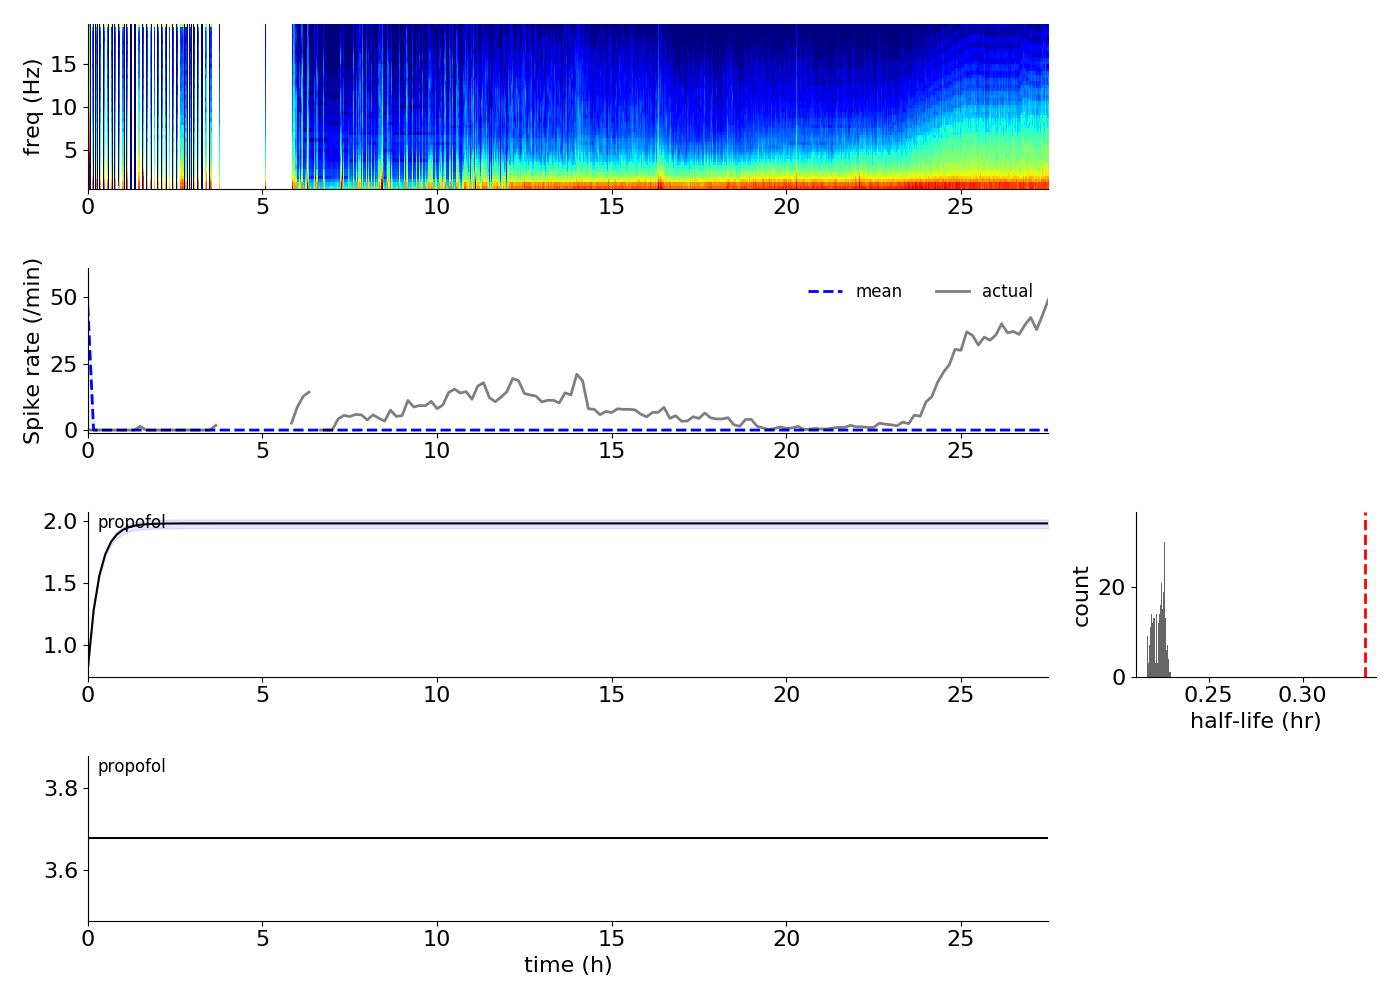 freq (Hz)
15
10
5
0 5 10 15 20 25
Spike rate (/min)
50
25
0
mean actual
0 5 10 15 20 25
propofol
2.0
1.5
1.0
0 5 10 15 20 25
count
20
0
0.25 0.30
half-life (hr)
propofol
3.8
3.6
0 5 10 15 20 25
time (h)